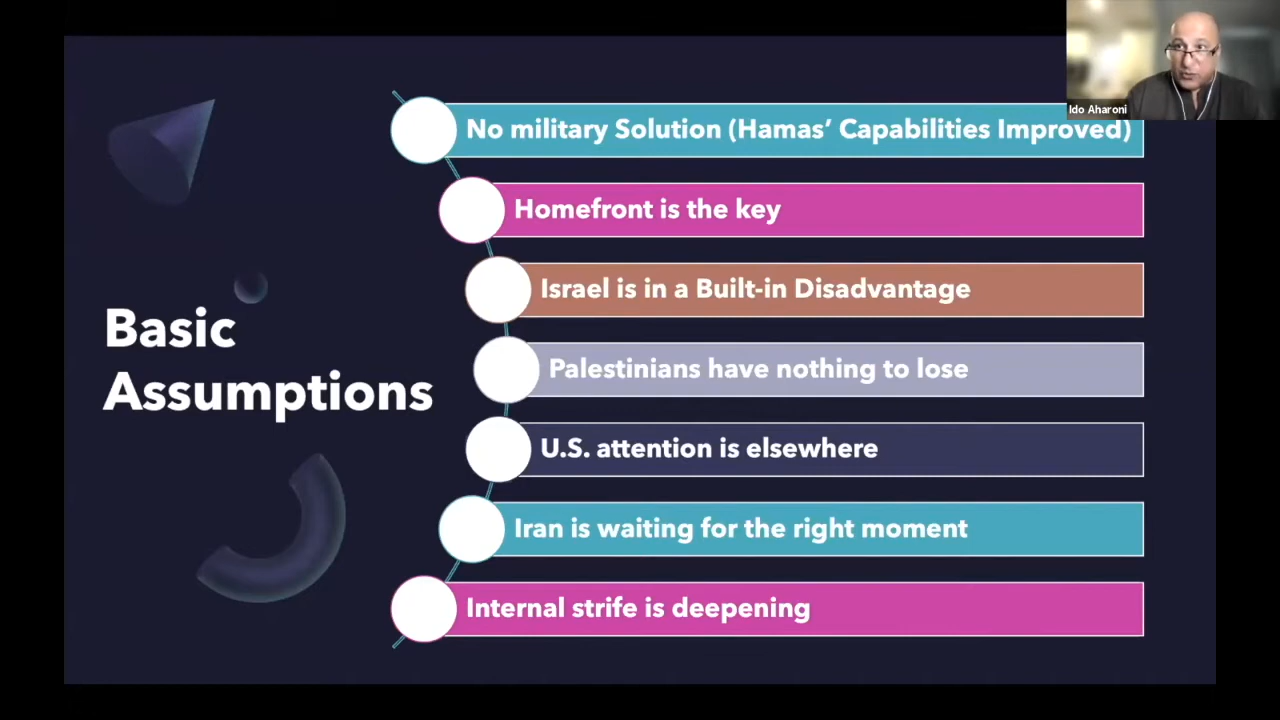 Ido Aharoni
No military Solution (Hamas’ Capabilities Improved)
Homefront is the key
Israel is in a Built-in Disadvantage
Basic
Assumptions
Palestinians have nothing to lose
U.S. attention is elsewhere
Iran is waiting for the right moment
Internal strife is deepening